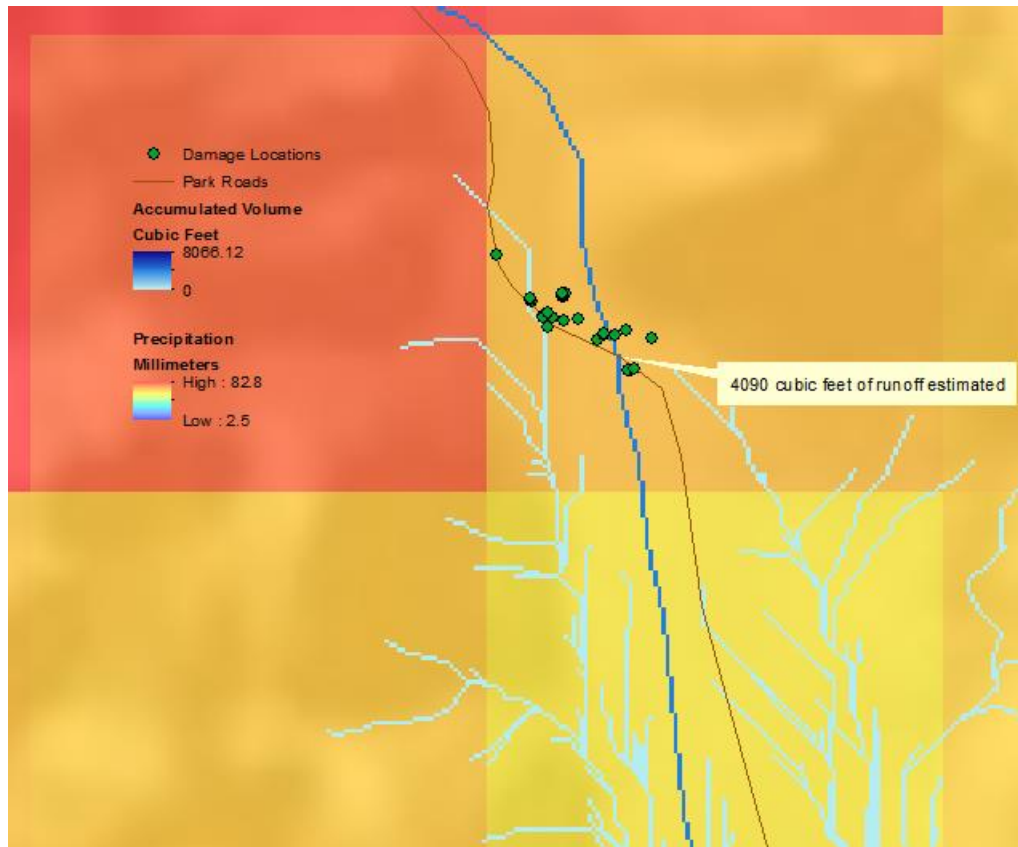 Damage Locations
Park Roads
Accumulated Volume
Cubic Feet
8066.12
0
Precipitation
Millimeters
High : 82.8
Low : 2.5
4090 cubic feet of runoff estimated